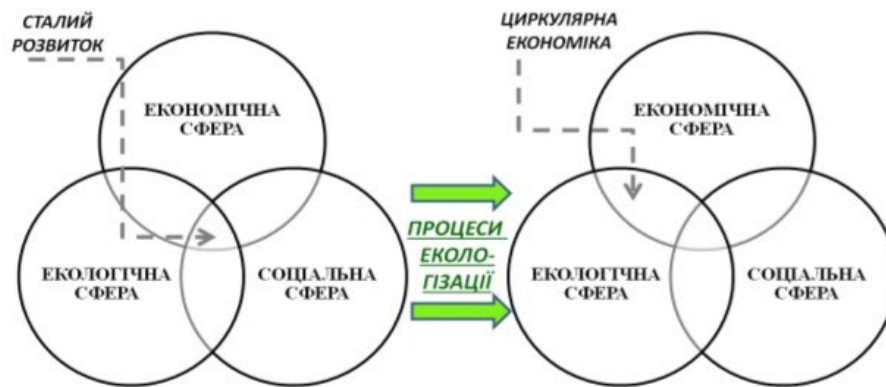 СТАЛИЙ
РОЗВИТОК
ЕКОНОМІЧНА
СФЕРА
ЕКОЛОГІЧНА
СФЕРА
СОЦІАЛЬНА
СФЕРА
ПРОЦЕСИ
ЕКОЛО-
ГІЗАЦІЇ
ЦИРКУЛЯРНА
ЕКОНОМІКА
ЕКОНОМІЧНА
СФЕРА
ЕКОЛОГІЧНА
СФЕРА
СОЦІАЛЬНА
СФЕРА